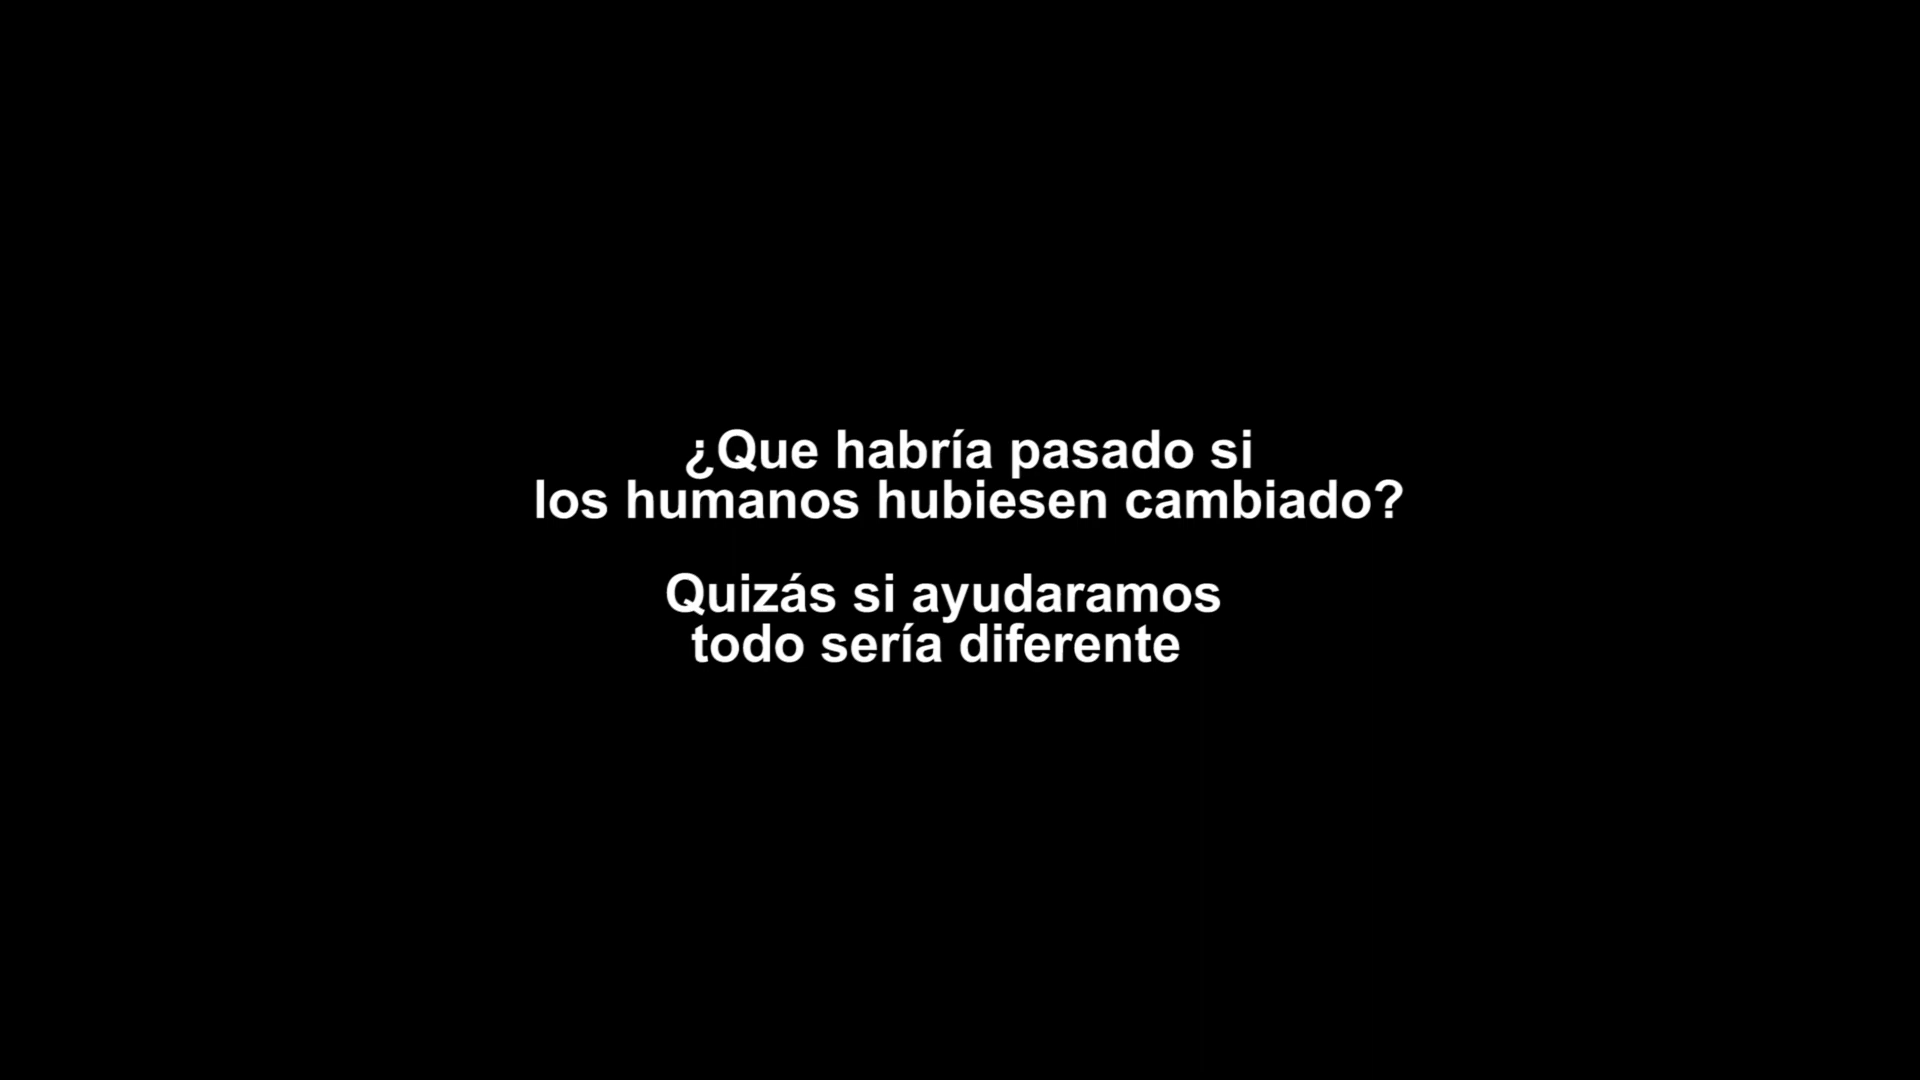 ¿Que habría pasado si
los humanos hubiesen cambiado?
Quizás si ayudaramos
todo sería diferente